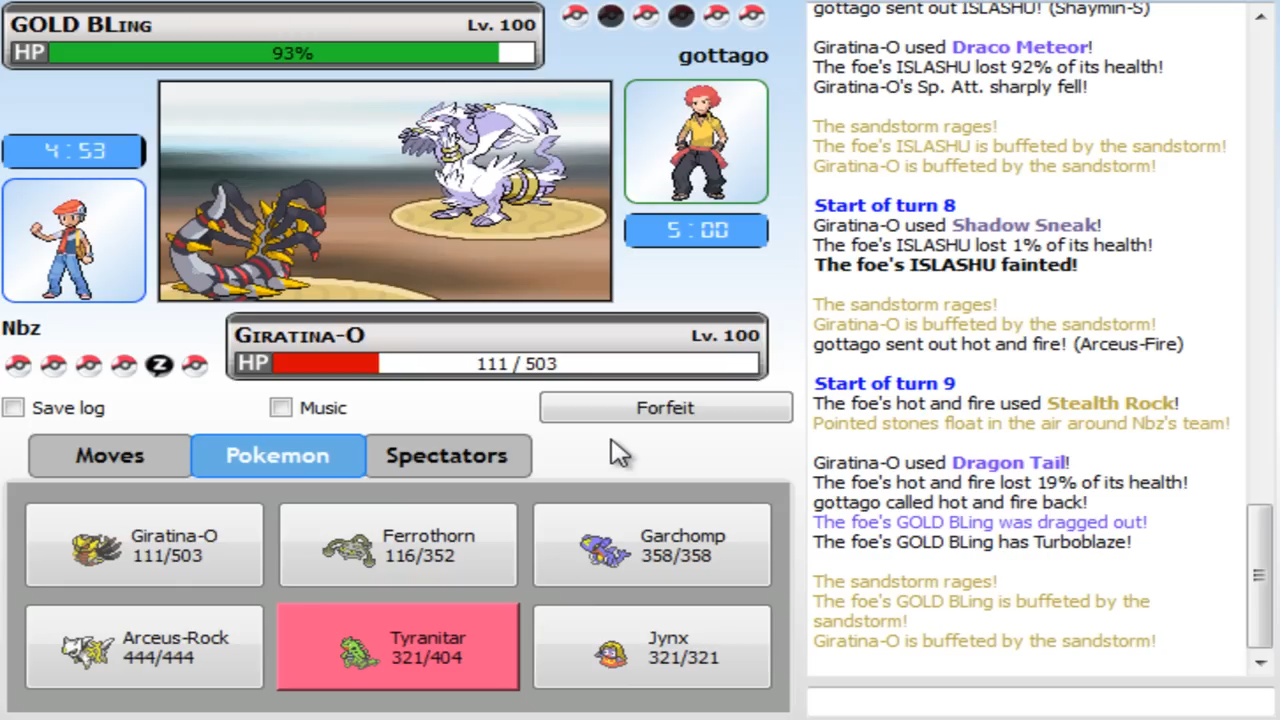 GOLD BLING Lv. 100
HP 93%
gottago
4:53
5:00
Nbz
GIRATINA-O Lv. 100
HP 111 / 503
Save log
Music
Forfeit
Moves
Pokemon
Spectators
Giratina-O
111/503
Ferrothorn
116/352
Garchomp
358/358
Arceus-Rock
444/444
Tyranitar
321/404
Jynx
321/321
gottago sent out ISLASHU! (Shaymin-S)
Giratina-O used Draco Meteor!
The foe's ISLASHU lost 92% of its health!
Giratina-O's Sp. Att. sharply fell!
The sandstorm rages!
The foe's ISLASHU is buffeted by the sandstorm!
Giratina-O is buffeted by the sandstorm!
Start of turn 8
Giratina-O used Shadow Sneak!
The foe's ISLASHU lost 1% of its health!
The foe's ISLASHU fainted!
The sandstorm rages!
Giratina-O is buffeted by the sandstorm!
gottago sent out hot and fire! (Arceus-Fire)
Start of turn 9
The foe's hot and fire used Stealth Rock!
Pointed stones float in the air around Nbz's team!
Giratina-O used Dragon Tail!
The foe's hot and fire lost 19% of its health!
gottago called hot and fire back!
The foe's GOLD BLing was dragged out!
The foe's GOLD BLing has Turboblaze!
The sandstorm rages!
The foe's GOLD BLing is buffeted by the
sandstorm!
Giratina-O is buffeted by the sandstorm!